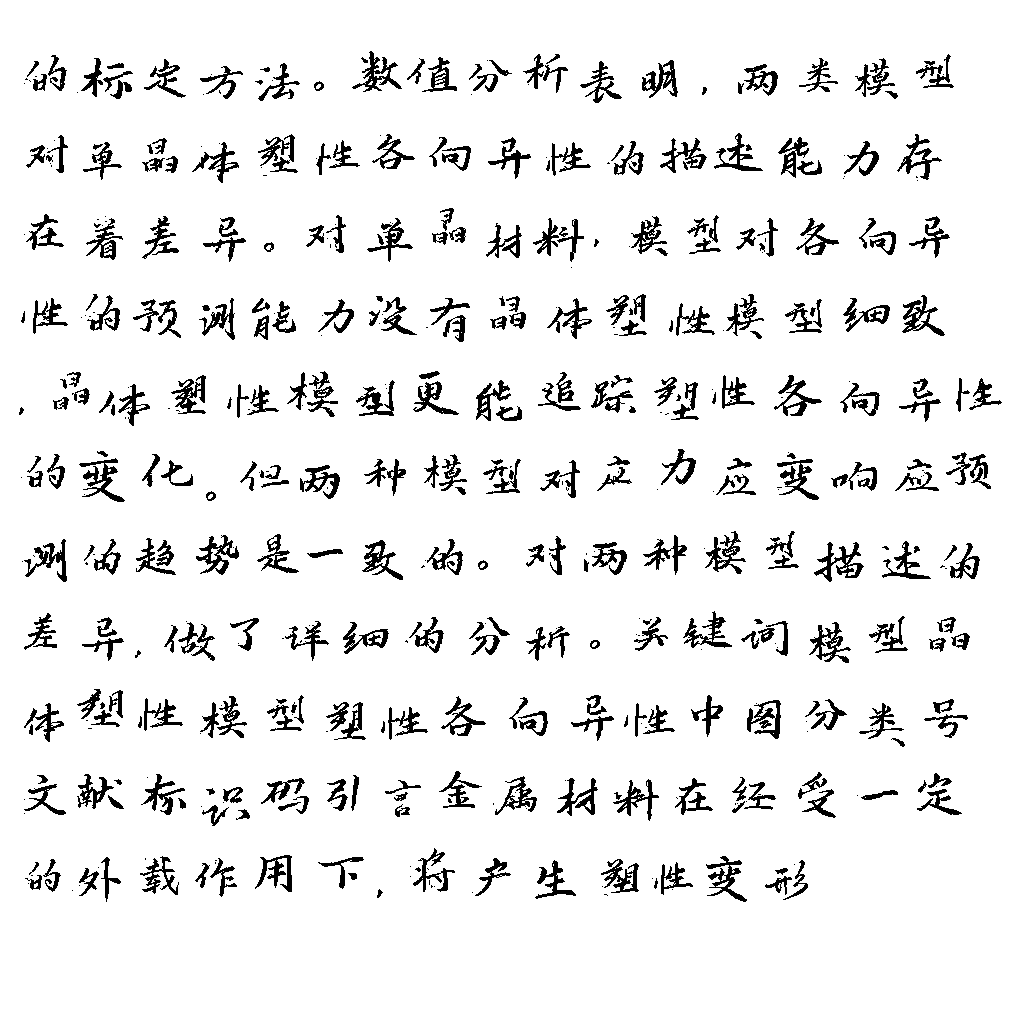 的标定方法。数值分析表明,两类模型
对单晶体塑性各向异性的描述能力存
在着差异。对单晶材料,模型对各向异
性的预测能力没有晶体塑性模型细致
,晶体塑性模型更能追踪塑性各向异性
的变化。但两种模型对应力应变响应预
测的趋势是一致的。对两种模型描述的
差异,做了详细的分析。关键词模型晶
体塑性模型塑性各向异性中图分类号
文献标识码引言金属材料在经受一定
的外载作用下,将产生塑性变形